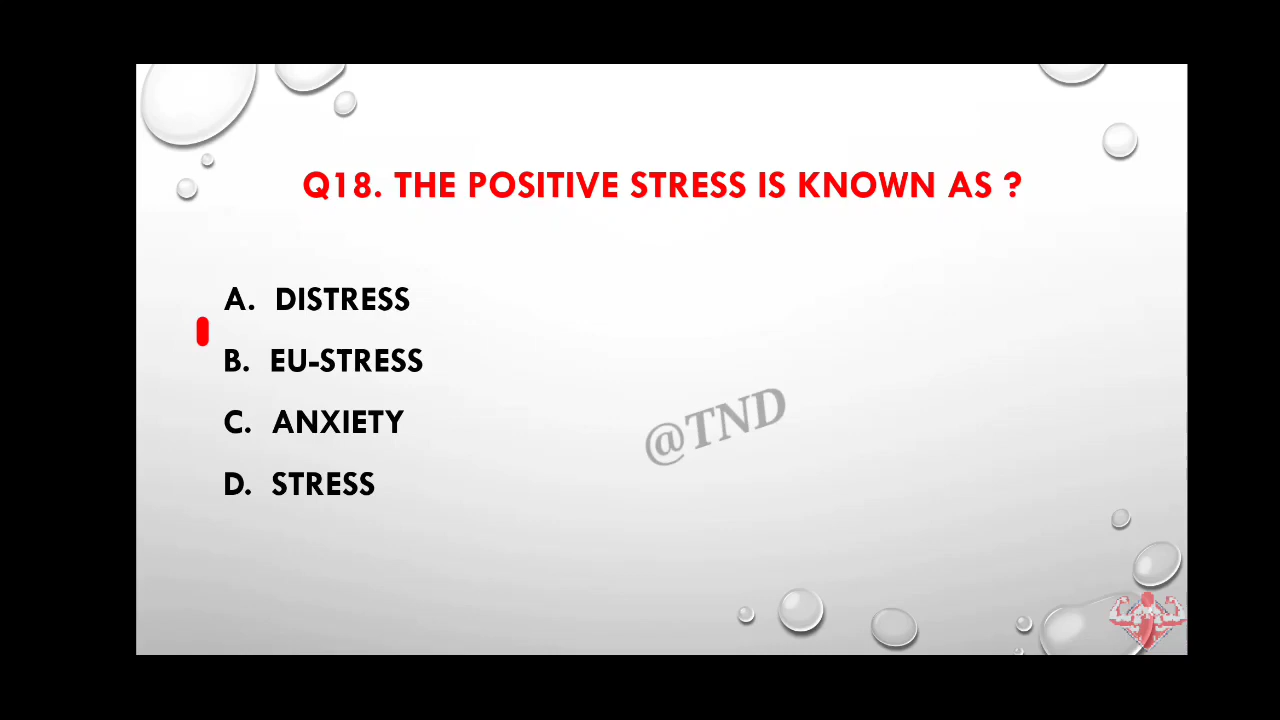 Q18. THE POSITIVE STRESS IS KNOWN AS ?
A. DISTRESS
B. EU-STRESS
C. ANXIETY
D. STRESS
@TND